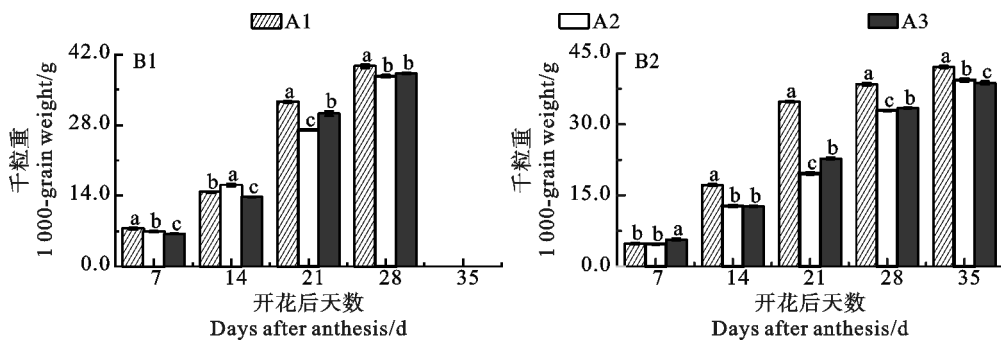 A1 A2 A3
B1
42.0
28.0
14.0
0.0
千粒重
1 000-grain weight/g
a b c
b a c
a c b
a b b
7 14 21 28 35
开花后天数
Days after anthesis/d
B2
45.0
30.0
15.0
0.0
千粒重
1 000-grain weight/g
b b a
a b b
a c b
a b b
a b c
7 14 21 28 35
开花后天数
Days after anthesis/d